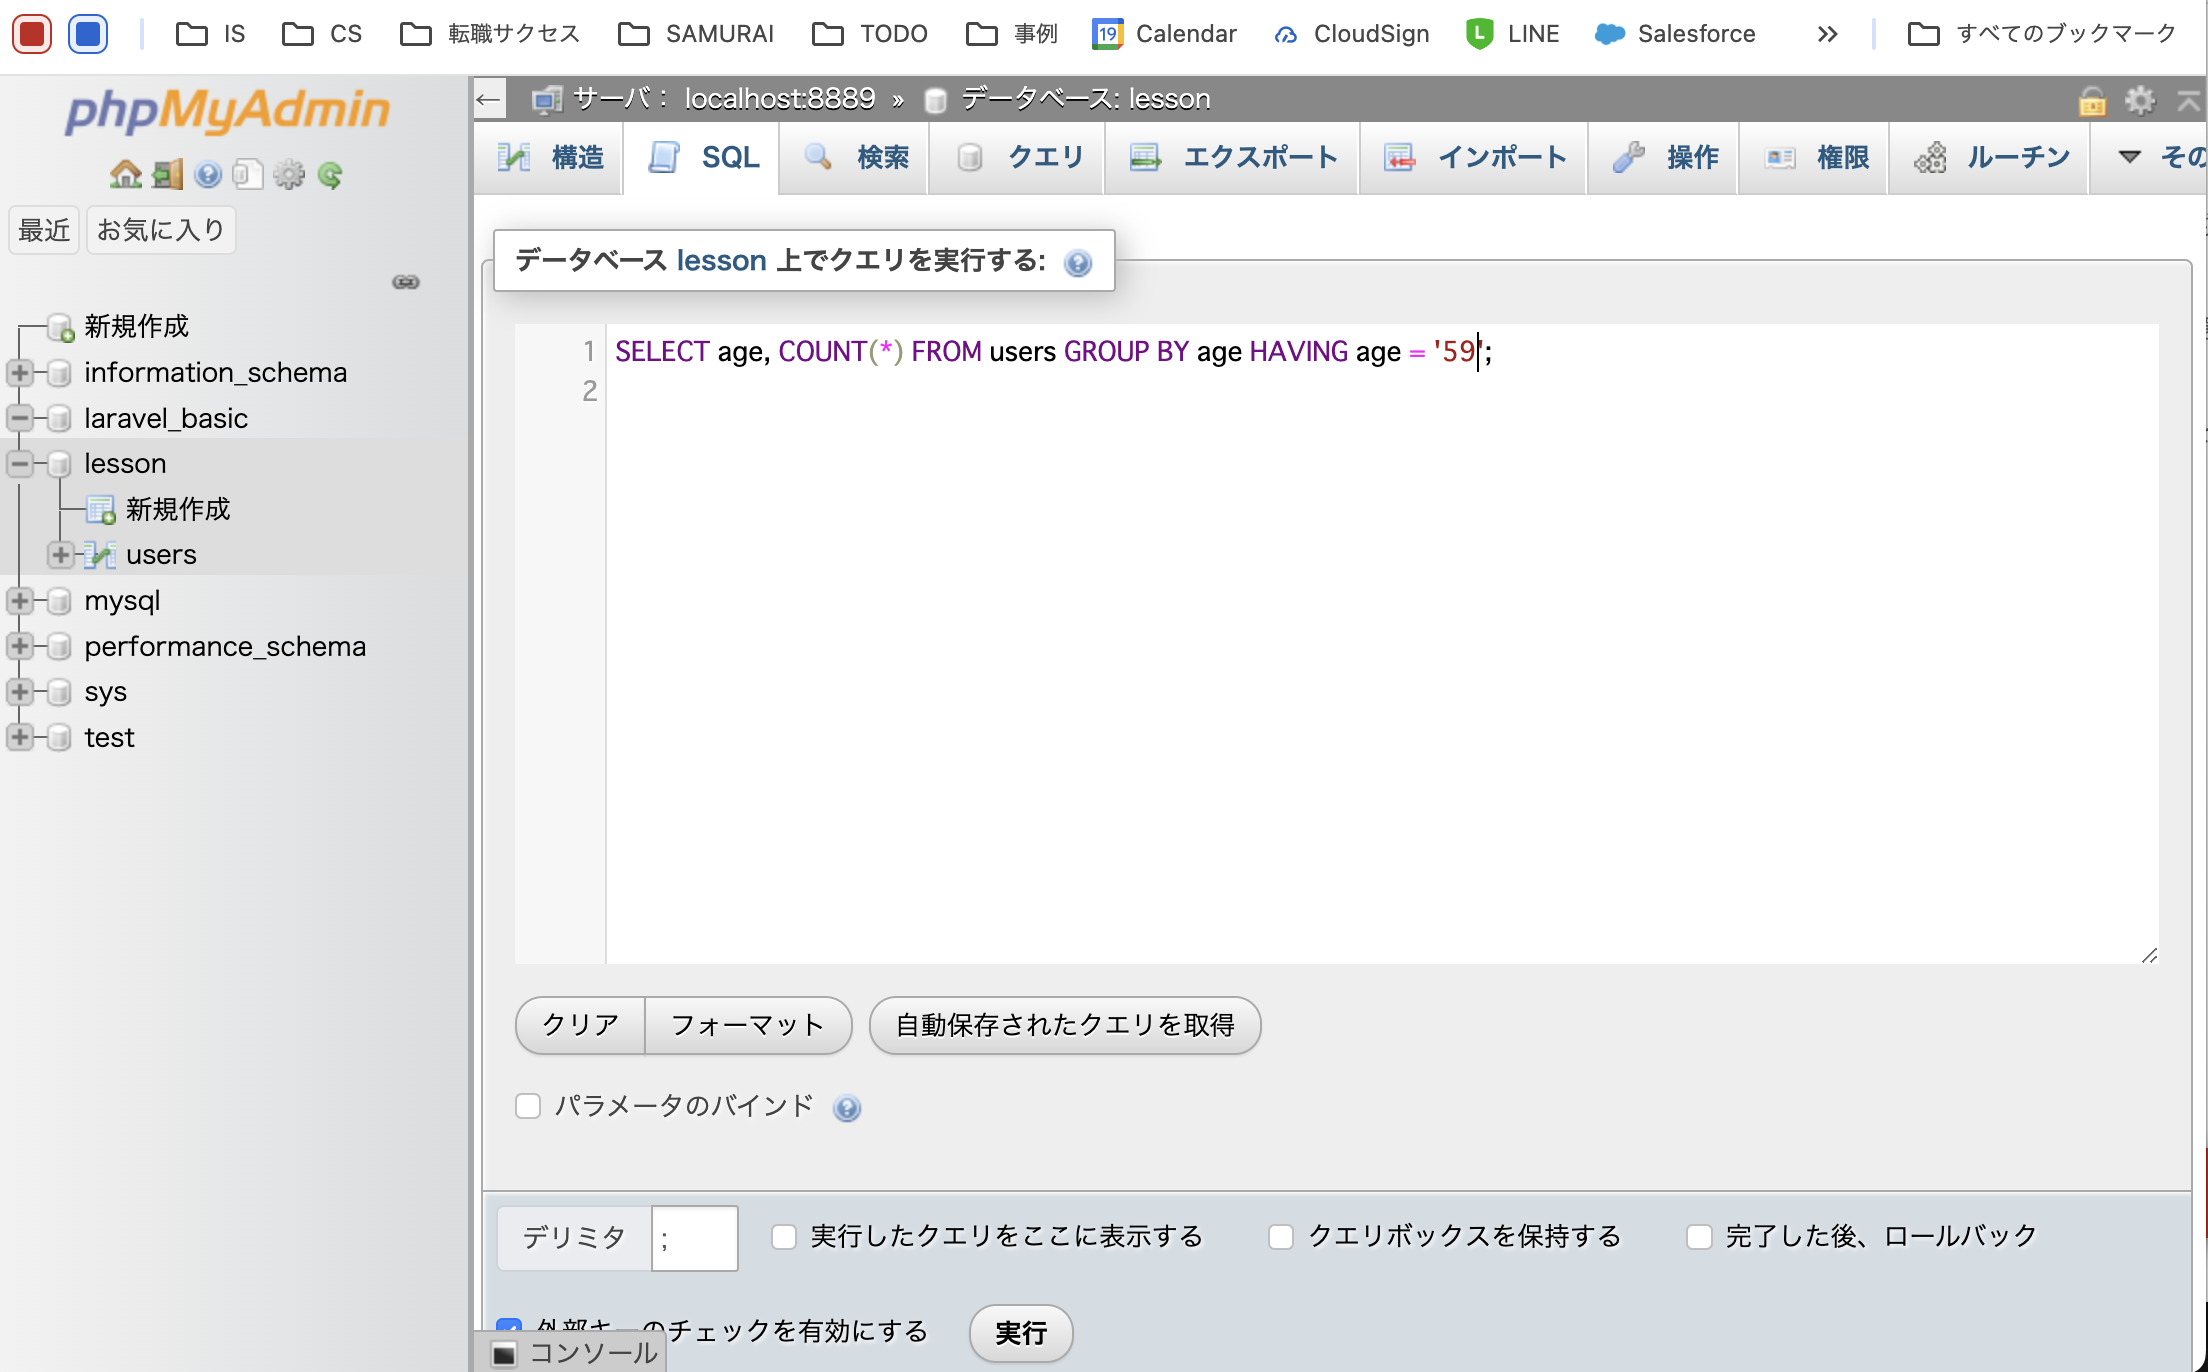 IS CS 転職サクセス SAMURAI TODO 事例 19 Calendar CloudSign L LINE Salesforce » すべてのブックマーク
phpMyAdmin
最近 お気に入り
新規作成
information_schema
laravel_basic
lesson
新規作成
users
mysql
performance_schema
sys
test
← サーバ: localhost:8889 » データベース: lesson
構造 SQL 検索 クエリ エクスポート インポート 操作 権限 ルーチン ▼ その
データベース lesson 上でクエリを実行する:
1 SELECT age, COUNT(*) FROM users GROUP BY age HAVING age = '59';
2
クリア フォーマット 自動保存されたクエリを取得
パラメータのバインド
デリミタ ; 実行したクエリをここに表示する クエリボックスを保持する 完了した後、ロールバック
外部キーのチェックを有効にする 実行
コンソール